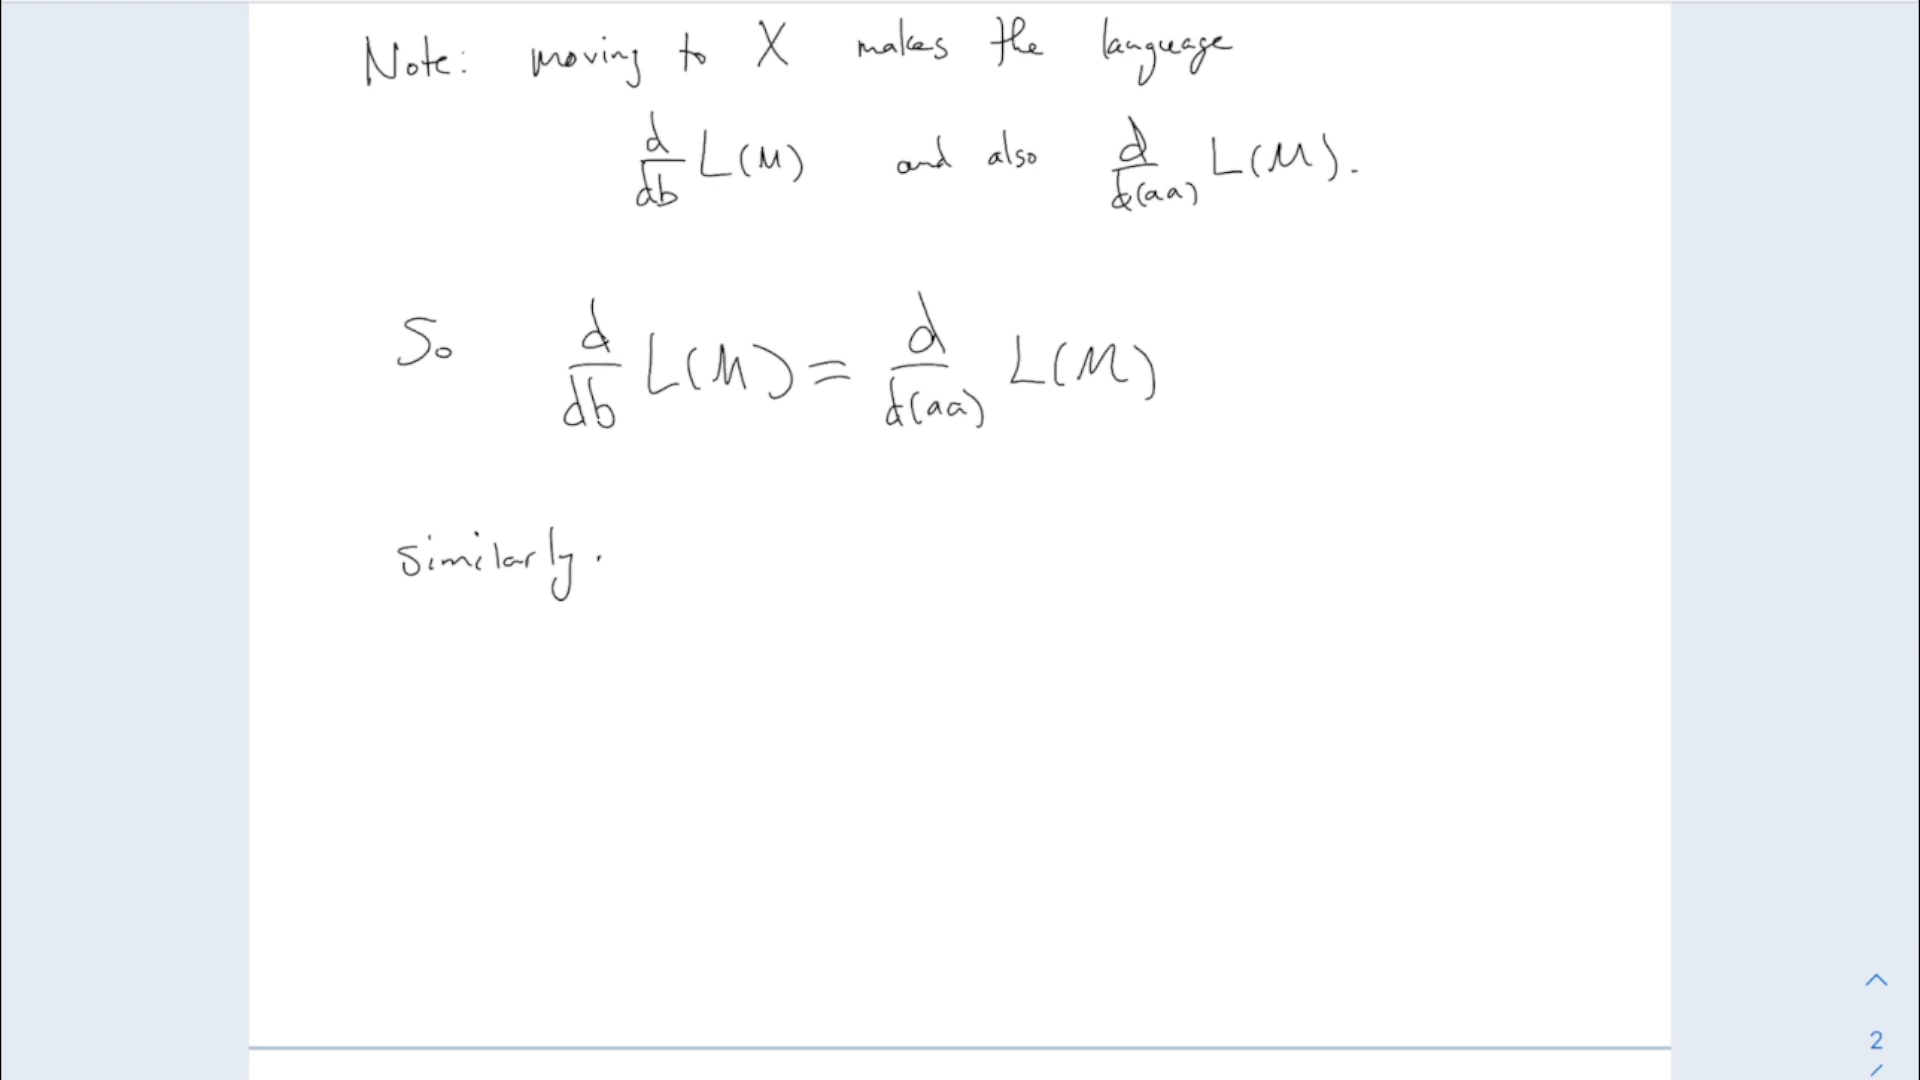 Note: moving to X makes the language
d/db L(M) and also d/d(aa) L(M).
So d/db L(M) = d/d(aa) L(M)
Similarly.
2